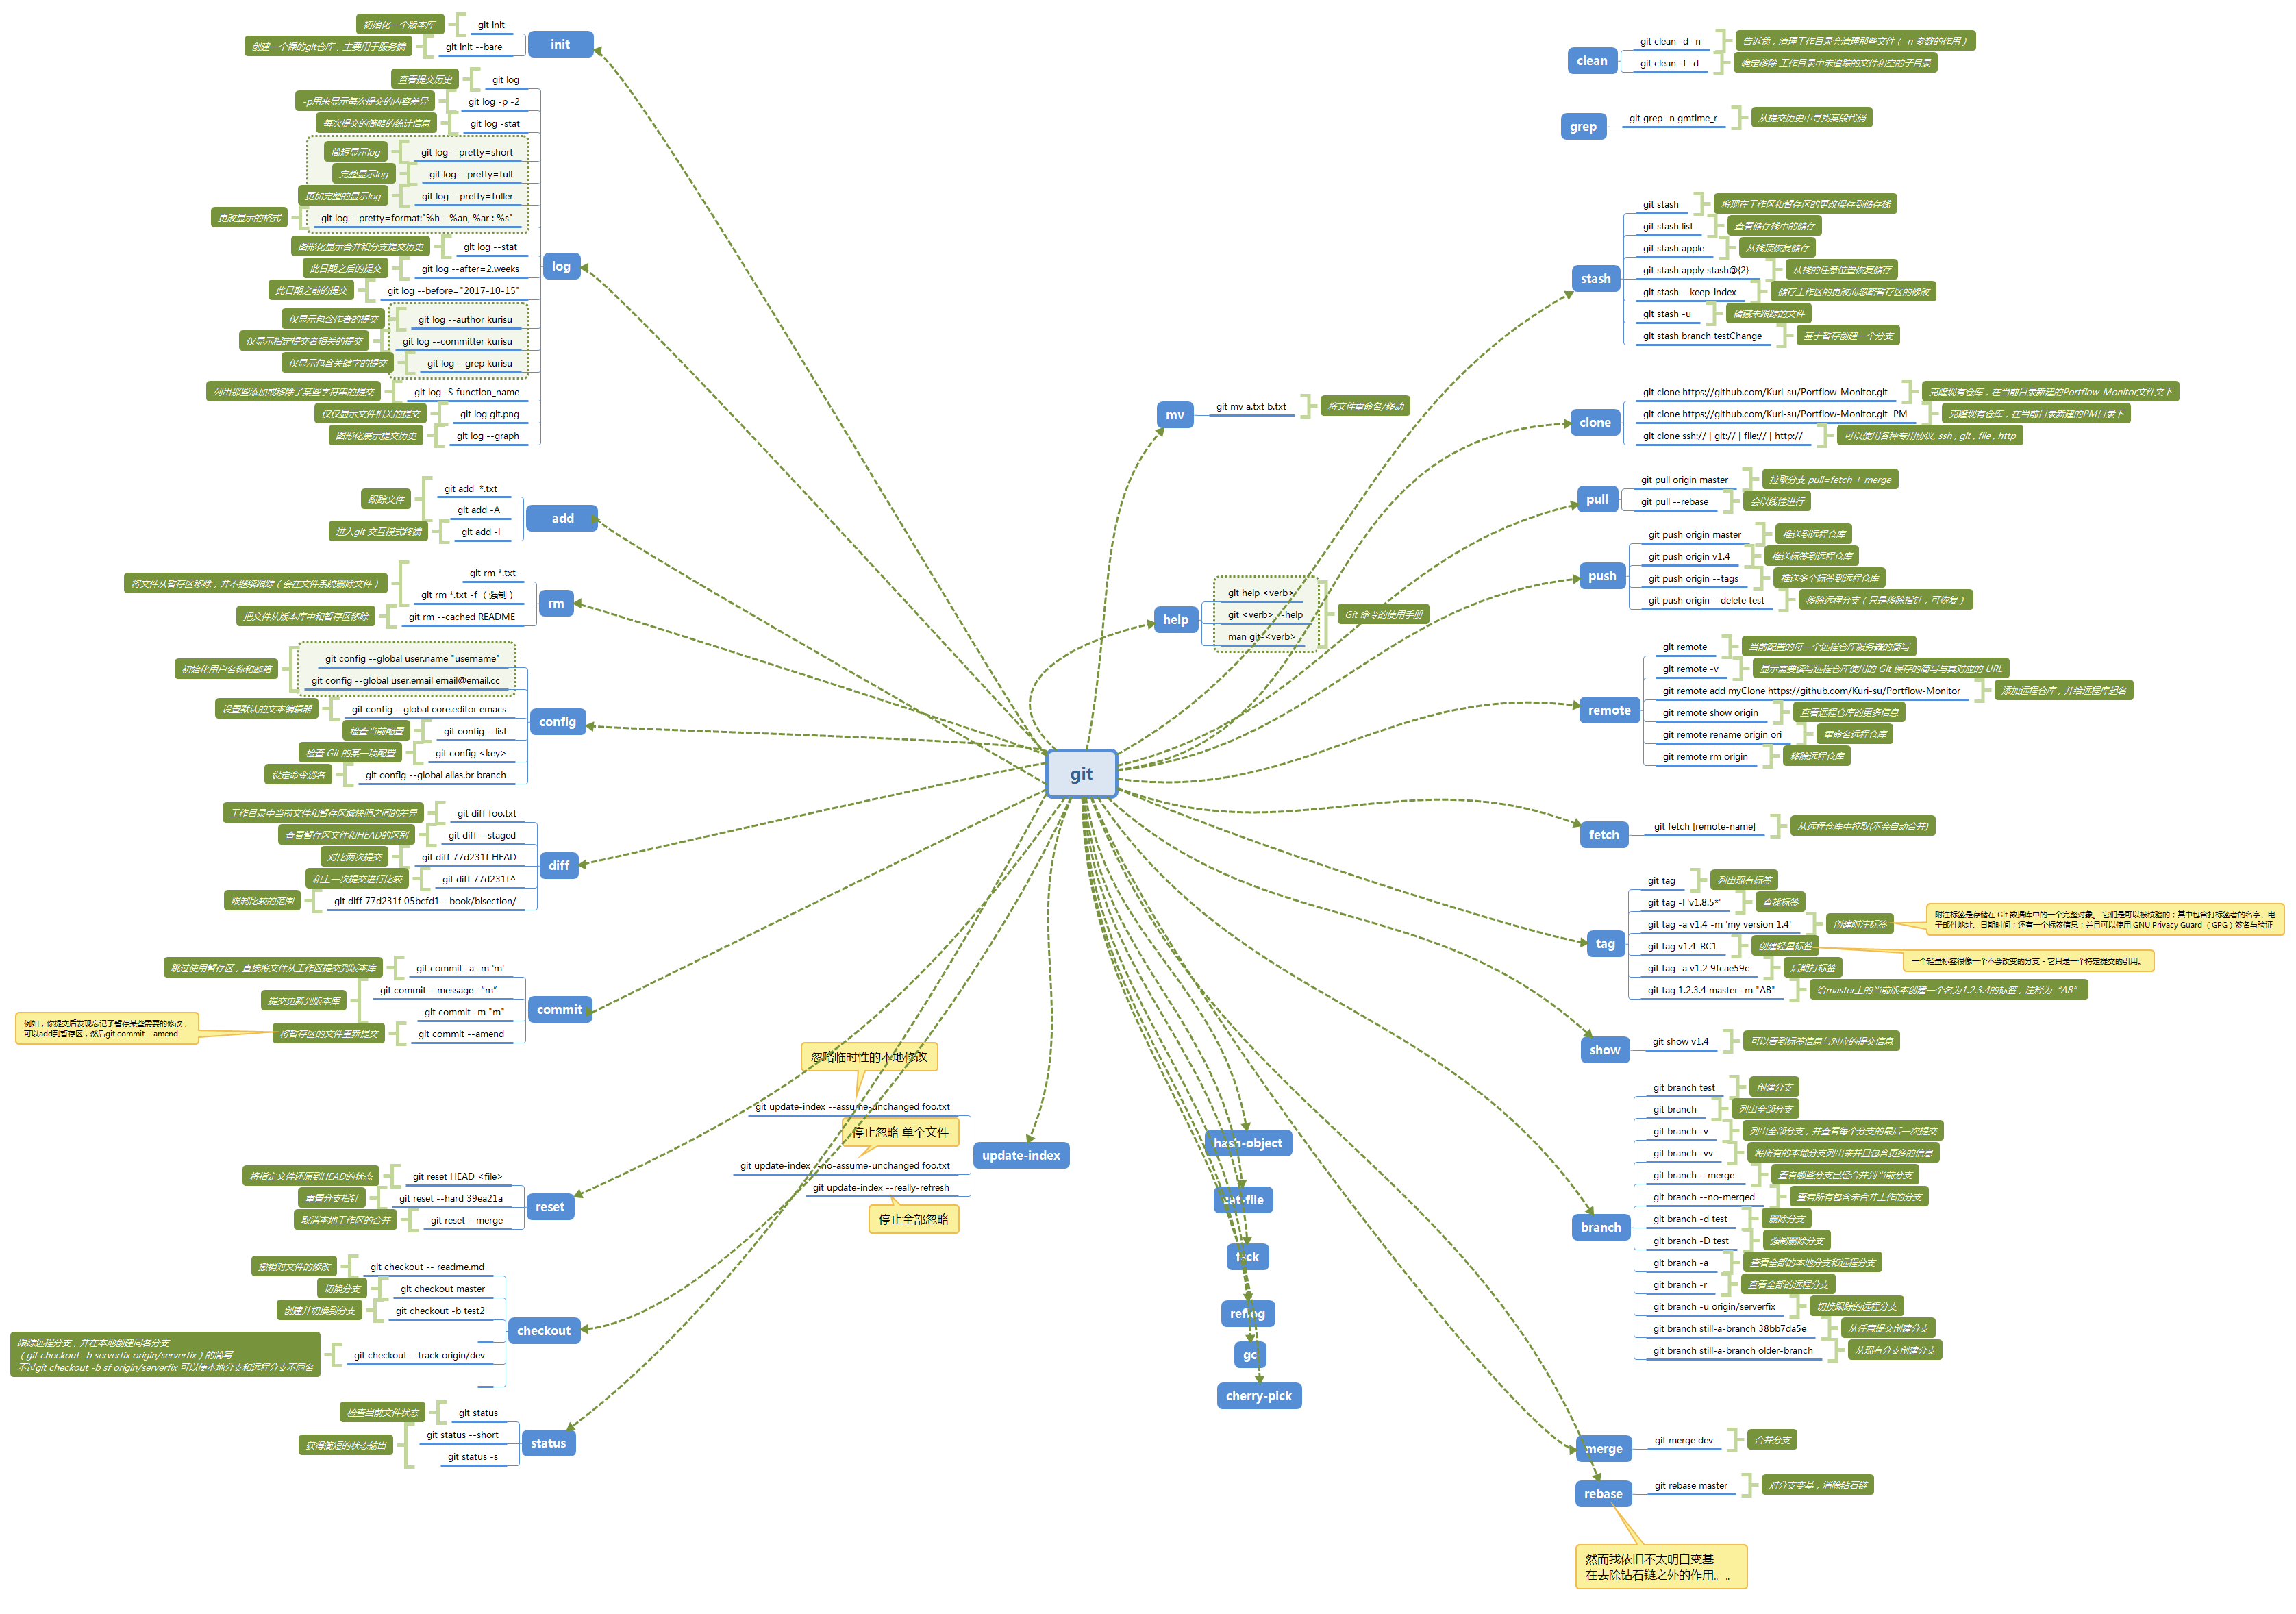 git
init
git init
初始化一个版本库
git init --bare
创建一个裸的git仓库，主要用于服务端
log
git log
查看提交历史
git log -p -2
-p用来显示每次提交的内容差异
git log -stat
每次提交的简略的统计信息
git log --pretty=short
简短显示log
git log --pretty=full
完整显示log
git log --pretty=fuller
更加完整的显示log
git log --pretty=format:"%h - %an, %ar : %s"
更改显示的格式
git log --stat
图形化显示合并和分支提交历史
git log --after=2.weeks
此日期之后的提交
git log --before="2017-10-15"
此日期之前的提交
git log --author kurisu
仅显示包含作者的提交
git log --committer kurisu
仅显示指定提交者相关的提交
git log --grep kurisu
仅显示包含关键字的提交
git log -S function_name
列出那些添加或移除了某些字符串的提交
git log git.png
仅仅显示文件相关的提交
git log --graph
图形化展示提交历史
add
git add  *.txt
git add -A
跟踪文件
git add -i
进入git 交互模式终端
rm
git rm *.txt
git rm *.txt -f （强制）
将文件从暂存区移除，并不继续跟踪（会在文件系统删除文件）
git rm --cached README
把文件从版本库中和暂存区移除
config
git config --global user.name "username"
git config --global user.email email@email.cc
初始化用户名称和邮箱
git config --global core.editor emacs
设置默认的文本编辑器
git config --list
检查当前配置
git config <key>
检查 Git 的某一项配置
git config --global alias.br branch
设定命令别名
diff
git diff foo.txt
工作目录中当前文件和暂存区域快照之间的差异
git diff --staged
查看暂存区文件和HEAD的区别
git diff 77d231f HEAD
对比两次提交
git diff 77d231f^
和上一次提交进行比较
git diff 77d231f 05bcfd1 - book/bisection/
限制比较的范围
commit
git commit -a -m 'm'
跳过使用暂存区，直接将文件从工作区提交到版本库
git commit --message   “m”
git commit -m "m"
提交更新到版本库
git commit --amend
将暂存区的文件重新提交
例如，你提交后发现忘记了暂存某些需要的修改，
可以add到暂存区，然后git commit --amend
reset
git reset HEAD <file>
将指定文件还原到HEAD的状态
git reset --hard 39ea21a
重置分支指针
git reset --merge
取消本地工作区的合并
checkout
git checkout -- readme.md
撤销对文件的修改
git checkout master
切换分支
git checkout -b test2
创建并切换到分支
git checkout --track origin/dev
跟踪远程分支，并在本地创建同名分支
（git checkout -b serverfix origin/serverfix）的简写
不过git checkout -b sf origin/serverfix 可以使本地分支和远程分支不同名
status
git status
检查当前文件状态
git status --short
git status -s
获得简短的状态输出
update-index
忽略临时性的本地修改
git update-index --assume-unchanged foo.txt
停止忽略 单个文件
git update-index --no-assume-unchanged foo.txt
git update-index --really-refresh
停止全部忽略
mv
git mv a.txt b.txt
将文件重命名/移动
help
git help <verb>
git <verb> --help
man git-<verb>
Git 命令的使用手册
hash-object
cat-file
fsck
reflog
gc
cherry-pick
clean
git clean -d -n
告诉我，清理工作目录会清理那些文件（-n 参数的作用）
git clean -f -d
确定移除 工作目录中未追踪的文件和空的子目录
grep
git grep -n gmtime_r
从提交历史中寻找某段代码
stash
git stash
将现在工作区和暂存区的更改保存到储存栈
git stash list
查看储存栈中的储存
git stash apple
从栈顶恢复储存
git stash apply stash@{2}
从栈的任意位置恢复储存
git stash --keep-index
储存工作区的更改而忽略暂存区的修改
git stash -u
储藏未跟踪的文件
git stash branch testChange
基于暂存创建一个分支
clone
git clone https://github.com/Kuri-su/Portflow-Monitor.git
克隆现有仓库，在当前目录新建的Portflow-Monitor文件夹下
git clone https://github.com/Kuri-su/Portflow-Monitor.git  PM
克隆现有仓库，在当前目录新建的PM目录下
git clone ssh:// | git:// | file:// | http://
可以使用各种专用协议, ssh , git , file , http
pull
git pull origin master
拉取分支 pull=fetch + merge
git pull --rebase
会以线性进行
push
git push origin master
推送到远程仓库
git push origin v1.4
推送标签到远程仓库
git push origin --tags
推送多个标签到远程仓库
git push origin --delete test
移除远程分支（只是移除指针，可恢复）
remote
git remote
当前配置的每一个远程仓库服务器的简写
git remote -v
显示需要读写远程仓库使用的 Git 保存的简写与其对应的 URL
git remote add myClone https://github.com/Kuri-su/Portflow-Monitor
添加远程仓库，并给远程库起名
git remote show origin
查看远程仓库的更多信息
git remote rename origin ori
重命名远程仓库
git remote rm origin
移除远程仓库
fetch
git fetch [remote-name]
从远程仓库中拉取(不会自动合并)
tag
git tag
列出现有标签
git tag -l 'v1.8.5*'
查找标签
git tag -a v1.4 -m 'my version 1.4'
创建附注标签
附注标签是存储在 Git 数据库中的一个完整对象。 它们是可以被校验的；其中包含打标签者的名字、电
子邮件地址、日期时间；还有一个标签信息；并且可以使用 GNU Privacy Guard （GPG）签名与验证
git tag v1.4-RC1
创建轻量标签
一个轻量标签很像一个不会改变的分支 - 它只是一个特定提交的引用。
git tag -a v1.2 9fcae59c
后期打标签
git tag 1.2.3.4 master -m "AB"
给master上的当前版本创建一个名为1.2.3.4的标签，注释为“AB”
show
git show v1.4
可以看到标签信息与对应的提交信息
branch
git branch test
创建分支
git branch
列出全部分支
git branch -v
列出全部分支，并查看每个分支的最后一次提交
git branch -vv
将所有的本地分支列出来并且包含更多的信息
git branch --merge
查看哪些分支已经合并到当前分支
git branch --no-merged
查看所有包含未合并工作的分支
git branch -d test
删除分支
git branch -D test
强制删除分支
git branch -a
查看全部的本地分支和远程分支
git branch -r
查看全部的远程分支
git branch -u origin/serverfix
切换跟踪的远程分支
git branch still-a-branch 38bb7da5e
从任意提交创建分支
git branch still-a-branch older-branch
从现有分支创建分支
merge
git merge dev
合并分支
rebase
git rebase master
对分支变基，消除钻石链
然而我依旧不太明白变基
在去除钻石链之外的作用。。